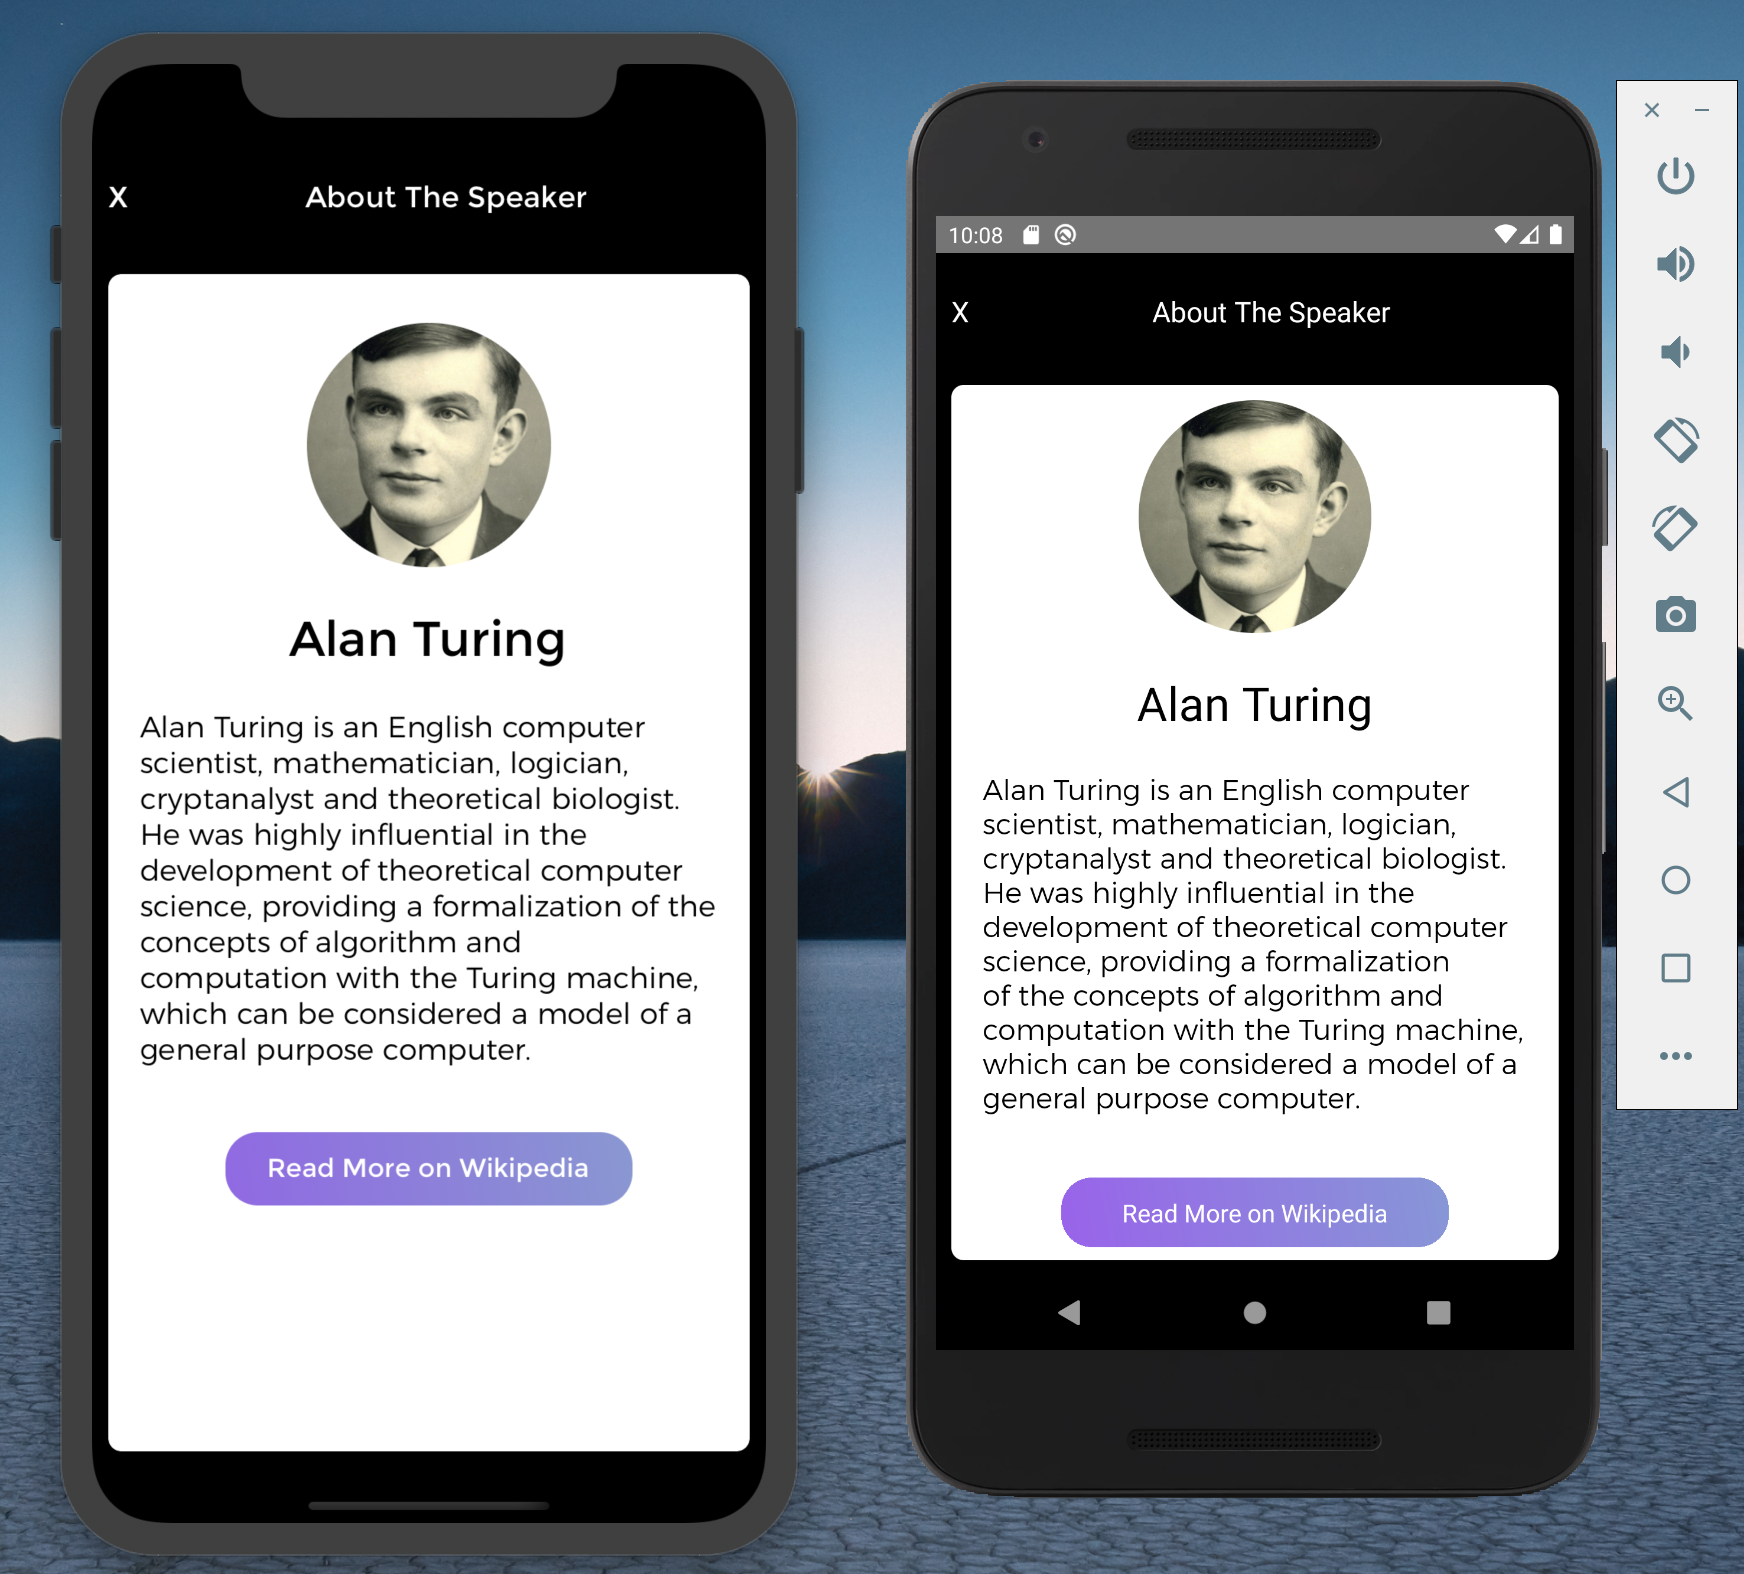 X
About The Speaker
Alan Turing
Alan Turing is an English computer
scientist, mathematician, logician,
cryptanalyst and theoretical biologist.
He was highly influential in the
development of theoretical computer
science, providing a formalization of the
concepts of algorithm and
computation with the Turing machine,
which can be considered a model of a
general purpose computer.
Read More on Wikipedia
10:08
X
About The Speaker
Alan Turing
Alan Turing is an English computer
scientist, mathematician, logician,
cryptanalyst and theoretical biologist.
He was highly influential in the
development of theoretical computer
science, providing a formalization
of the concepts of algorithm and
computation with the Turing machine,
which can be considered a model of a
general purpose computer.
Read More on Wikipedia